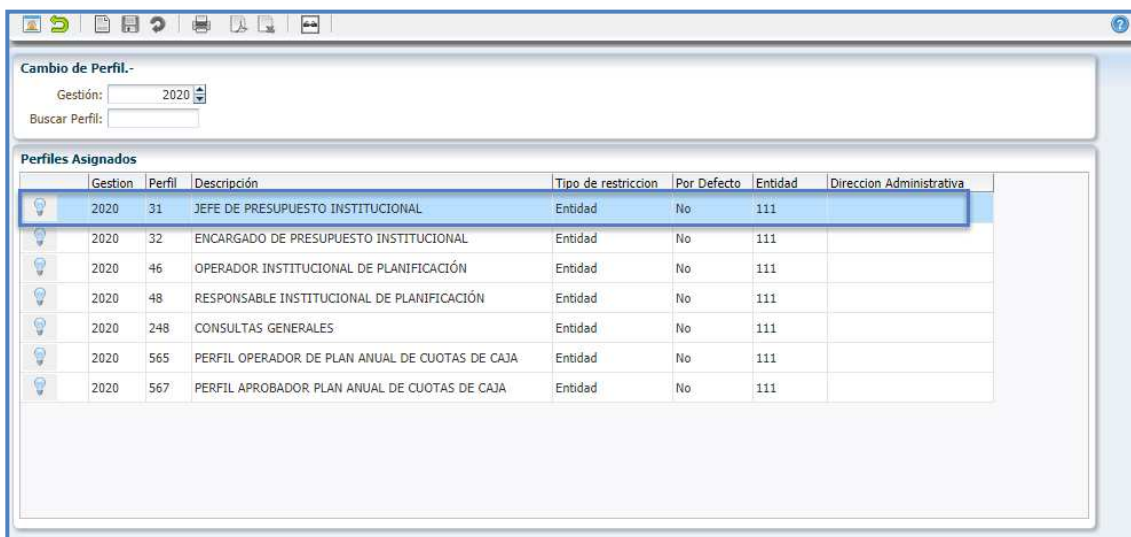 Cambio de Perfil.-
Gestión: 2020
Buscar Perfil:
Perfiles Asignados
Gestion Perfil Descripción Tipo de restriccion Por Defecto Entidad Direccion Administrativa
2020 31 JEFE DE PRESUPUESTO INSTITUCIONAL Entidad No 111
2020 32 ENCARGADO DE PRESUPUESTO INSTITUCIONAL Entidad No 111
2020 46 OPERADOR INSTITUCIONAL DE PLANIFICACIÓN Entidad No 111
2020 48 RESPONSABLE INSTITUCIONAL DE PLANIFICACIÓN Entidad No 111
2020 248 CONSULTAS GENERALES Entidad No 111
2020 565 PERFIL OPERADOR DE PLAN ANUAL DE CUOTAS DE CAJA Entidad No 111
2020 567 PERFIL APROBADOR PLAN ANUAL DE CUOTAS DE CAJA Entidad No 111